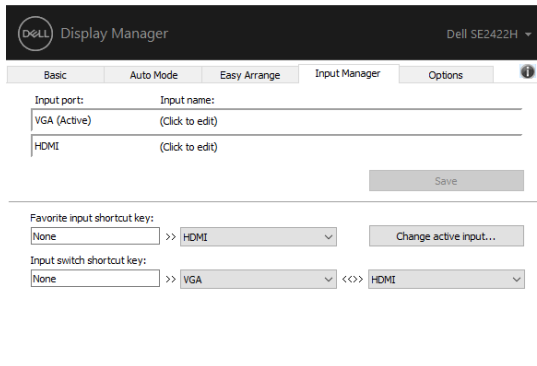 DELL Display Manager Dell SE2422H
Basic Auto Mode Easy Arrange Input Manager Options
Input port: Input name:
VGA (Active) (Click to edit)
HDMI (Click to edit)
Save
Favorite input shortcut key:
None >> HDMI Change active input...
Input switch shortcut key:
None >> VGA <<>> HDMI